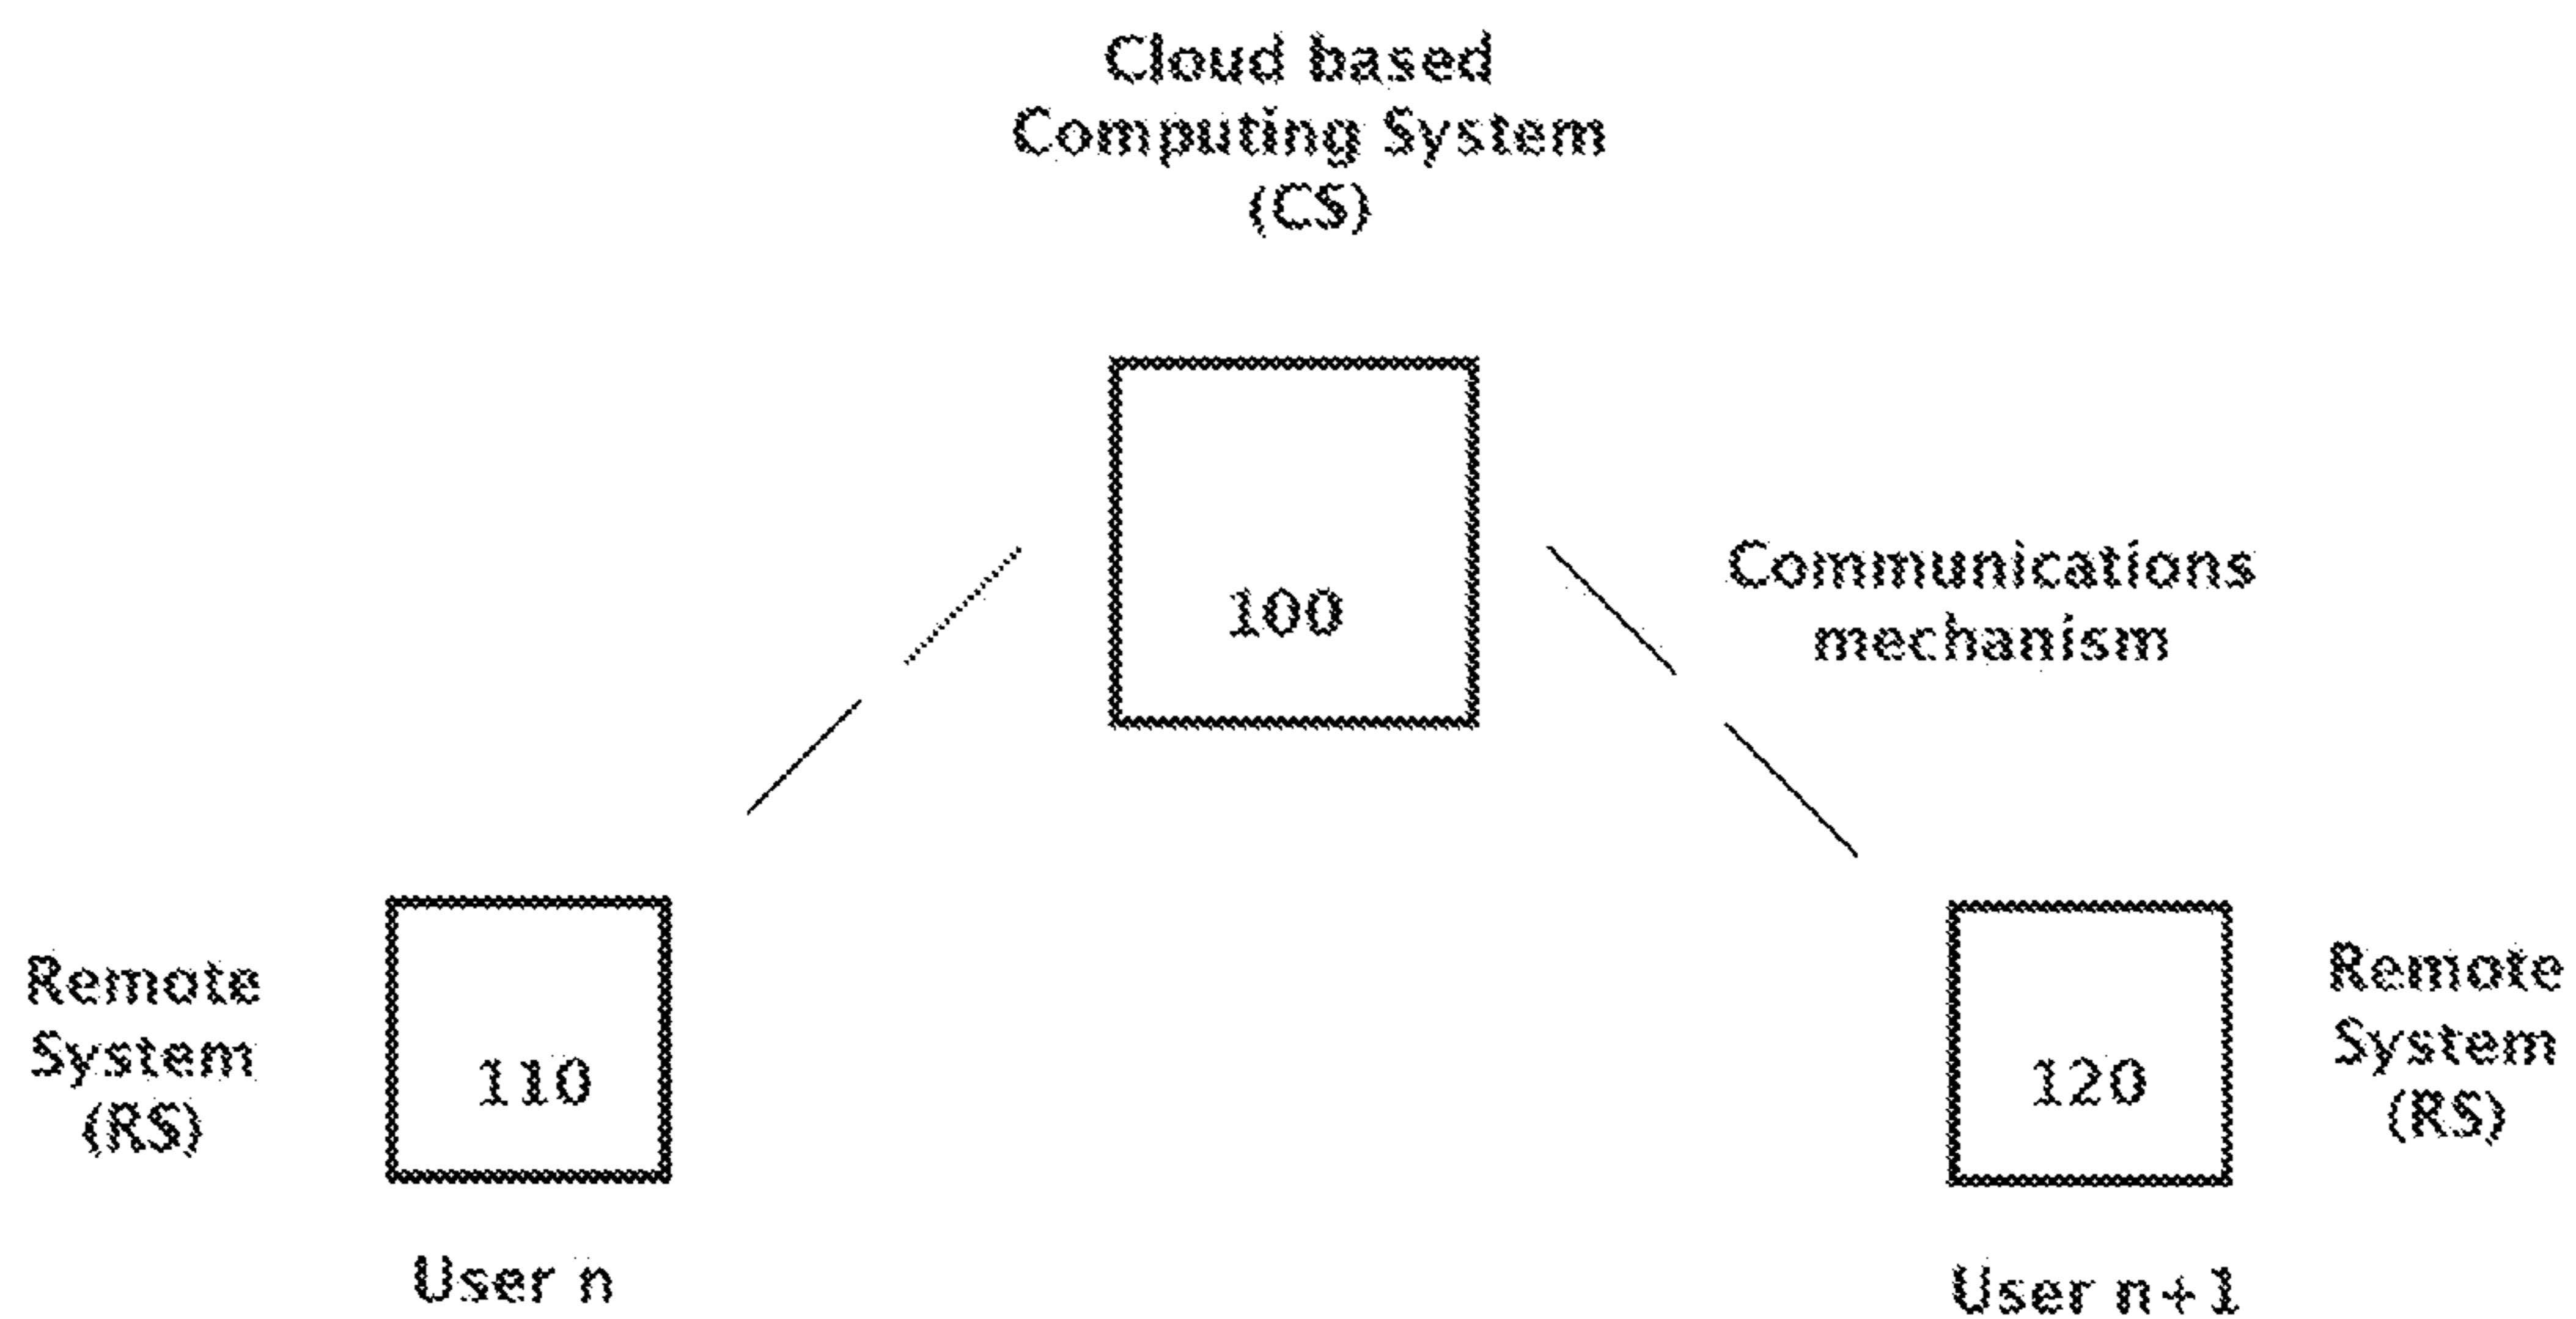 Cloud based
Computing System
(CS)
100
Communications
mechanism
Remote
System
(RS)
110
User n
120
Remote
System
(RS)
User n+1